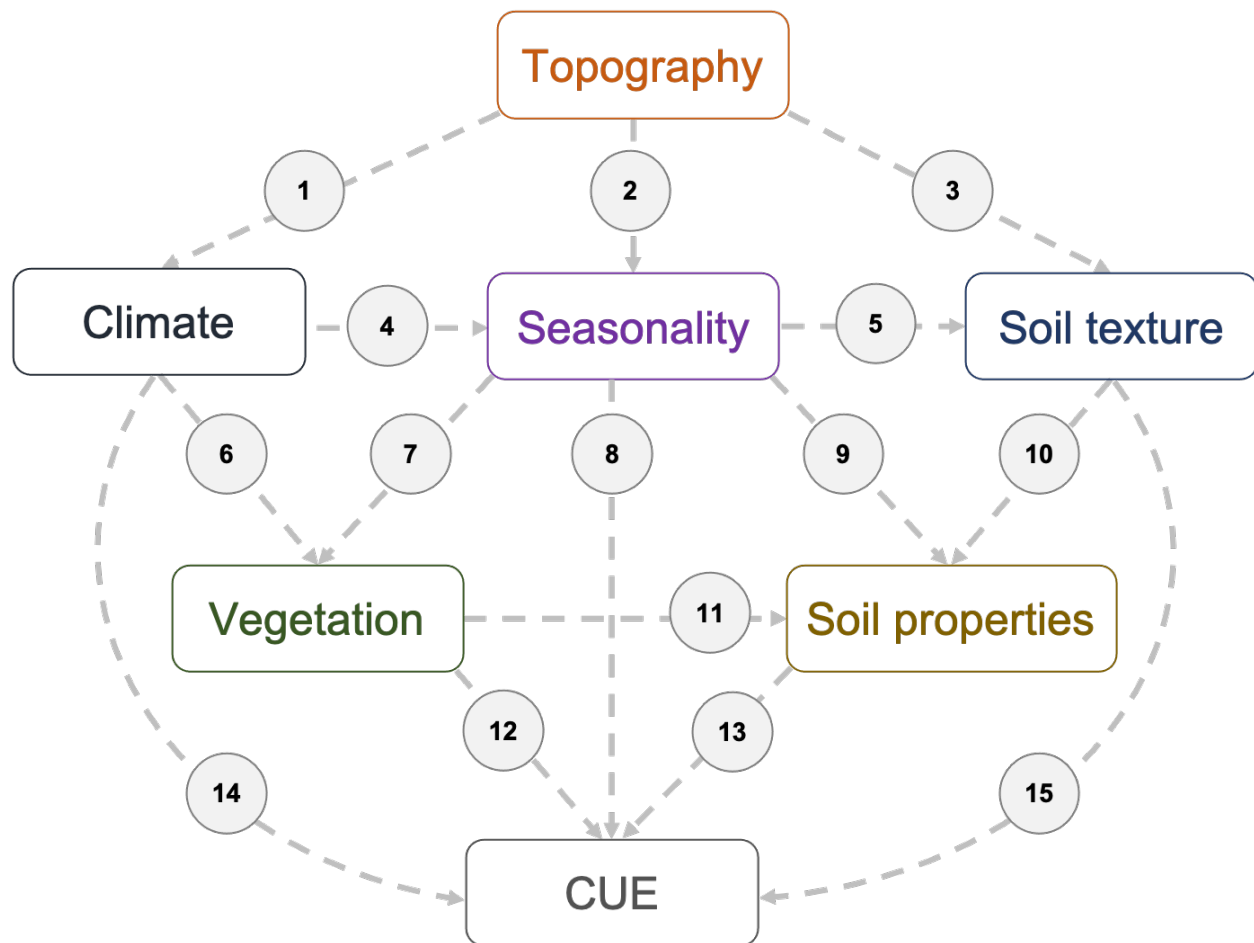 Topography
1
2
3
Climate
4
Seasonality
5
Soil texture
6
7
8
9
10
Vegetation
11
Soil properties
12
13
14
15
CUE